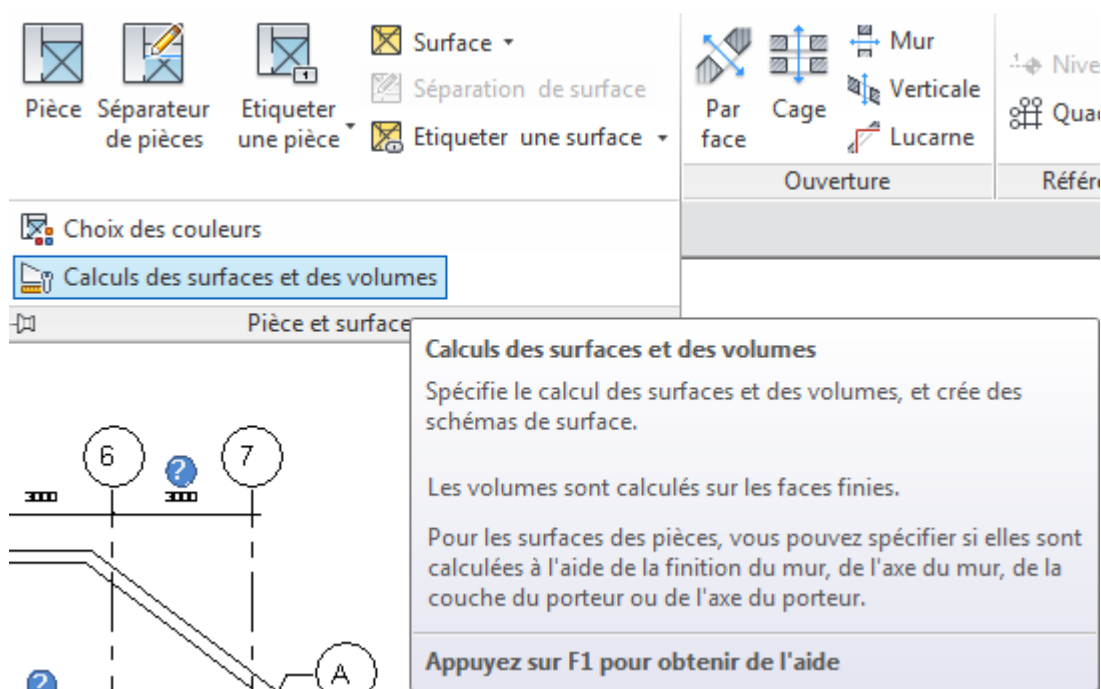 Pièce
Séparateur
de pièces
Etiqueter
une pièce
Surface
Séparation de surface
Etiqueter une surface
Par
face
Cage
Mur
Verticale
Lucarne
Nive
Quad
Ouverture
Référe
Choix des couleurs
Calculs des surfaces et des volumes
Pièce et surface
Calculs des surfaces et des volumes
Spécifie le calcul des surfaces et des volumes, et crée des
schémas de surface.
Les volumes sont calculés sur les faces finies.
Pour les surfaces des pièces, vous pouvez spécifier si elles sont
calculées à l'aide de la finition du mur, de l'axe du mur, de la
couche du porteur ou de l'axe du porteur.
Appuyez sur F1 pour obtenir de l'aide
6
7
3000
3000
A